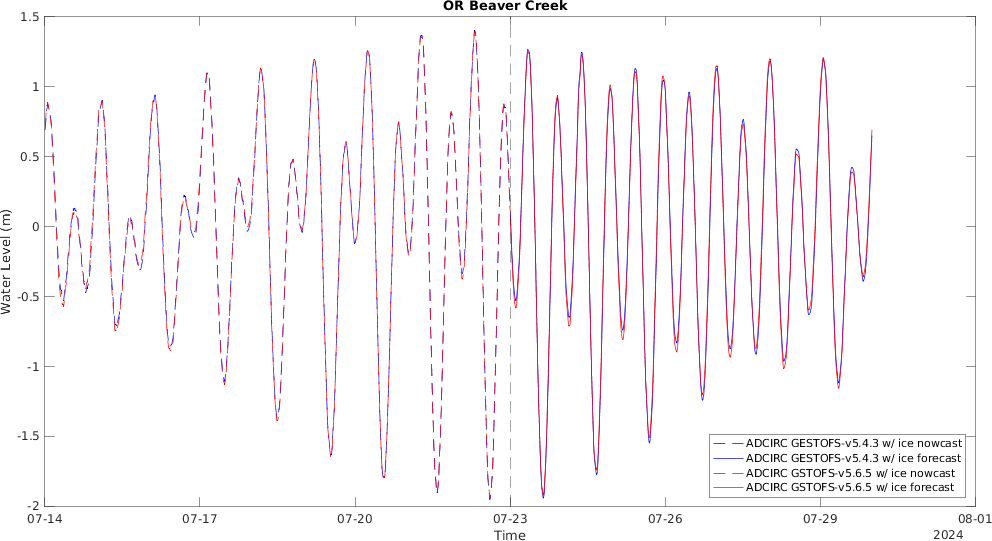 OR Beaver Creek
1.5
1
0.5
0
-0.5
-1
-1.5
-2
Water Level (m)
07-14 07-17 07-20 07-23 07-26 07-29 08-01
Time
2024
ADCIRC GESTOFS-v5.4.3 w/ ice nowcast
ADCIRC GESTOFS-v5.4.3 w/ ice forecast
ADCIRC GSTOFS-v5.6.5 w/ ice nowcast
ADCIRC GSTOFS-v5.6.5 w/ ice forecast